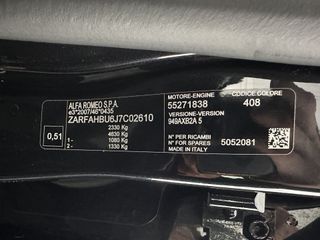 ALFA ROMEO S.P.A.
e3*2007/46*0435
ZARFAHBU6J7C02610
0,51
2330 kg
4630 kg
1 - 1080 kg
2 - 1330 kg
MOTORE-ENGINE CODICE COLORE
55271838 408
VERSIONE-VERSION
949AXB2A 5
N° PER RICAMBI
N° FOR SPARES 5052081
MADE IN ITALY